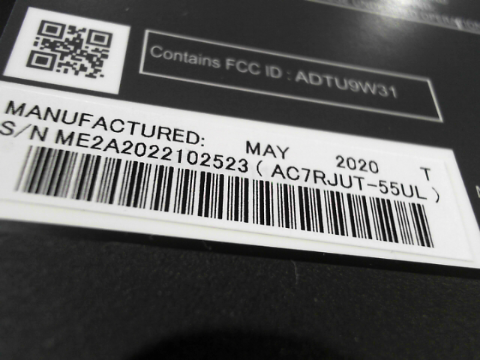 Contains FCC ID : ADTU9W31
MANUFACTURED: MAY 2020 T
S/N ME2A2022102523 ( AC7RJUT-55UL )